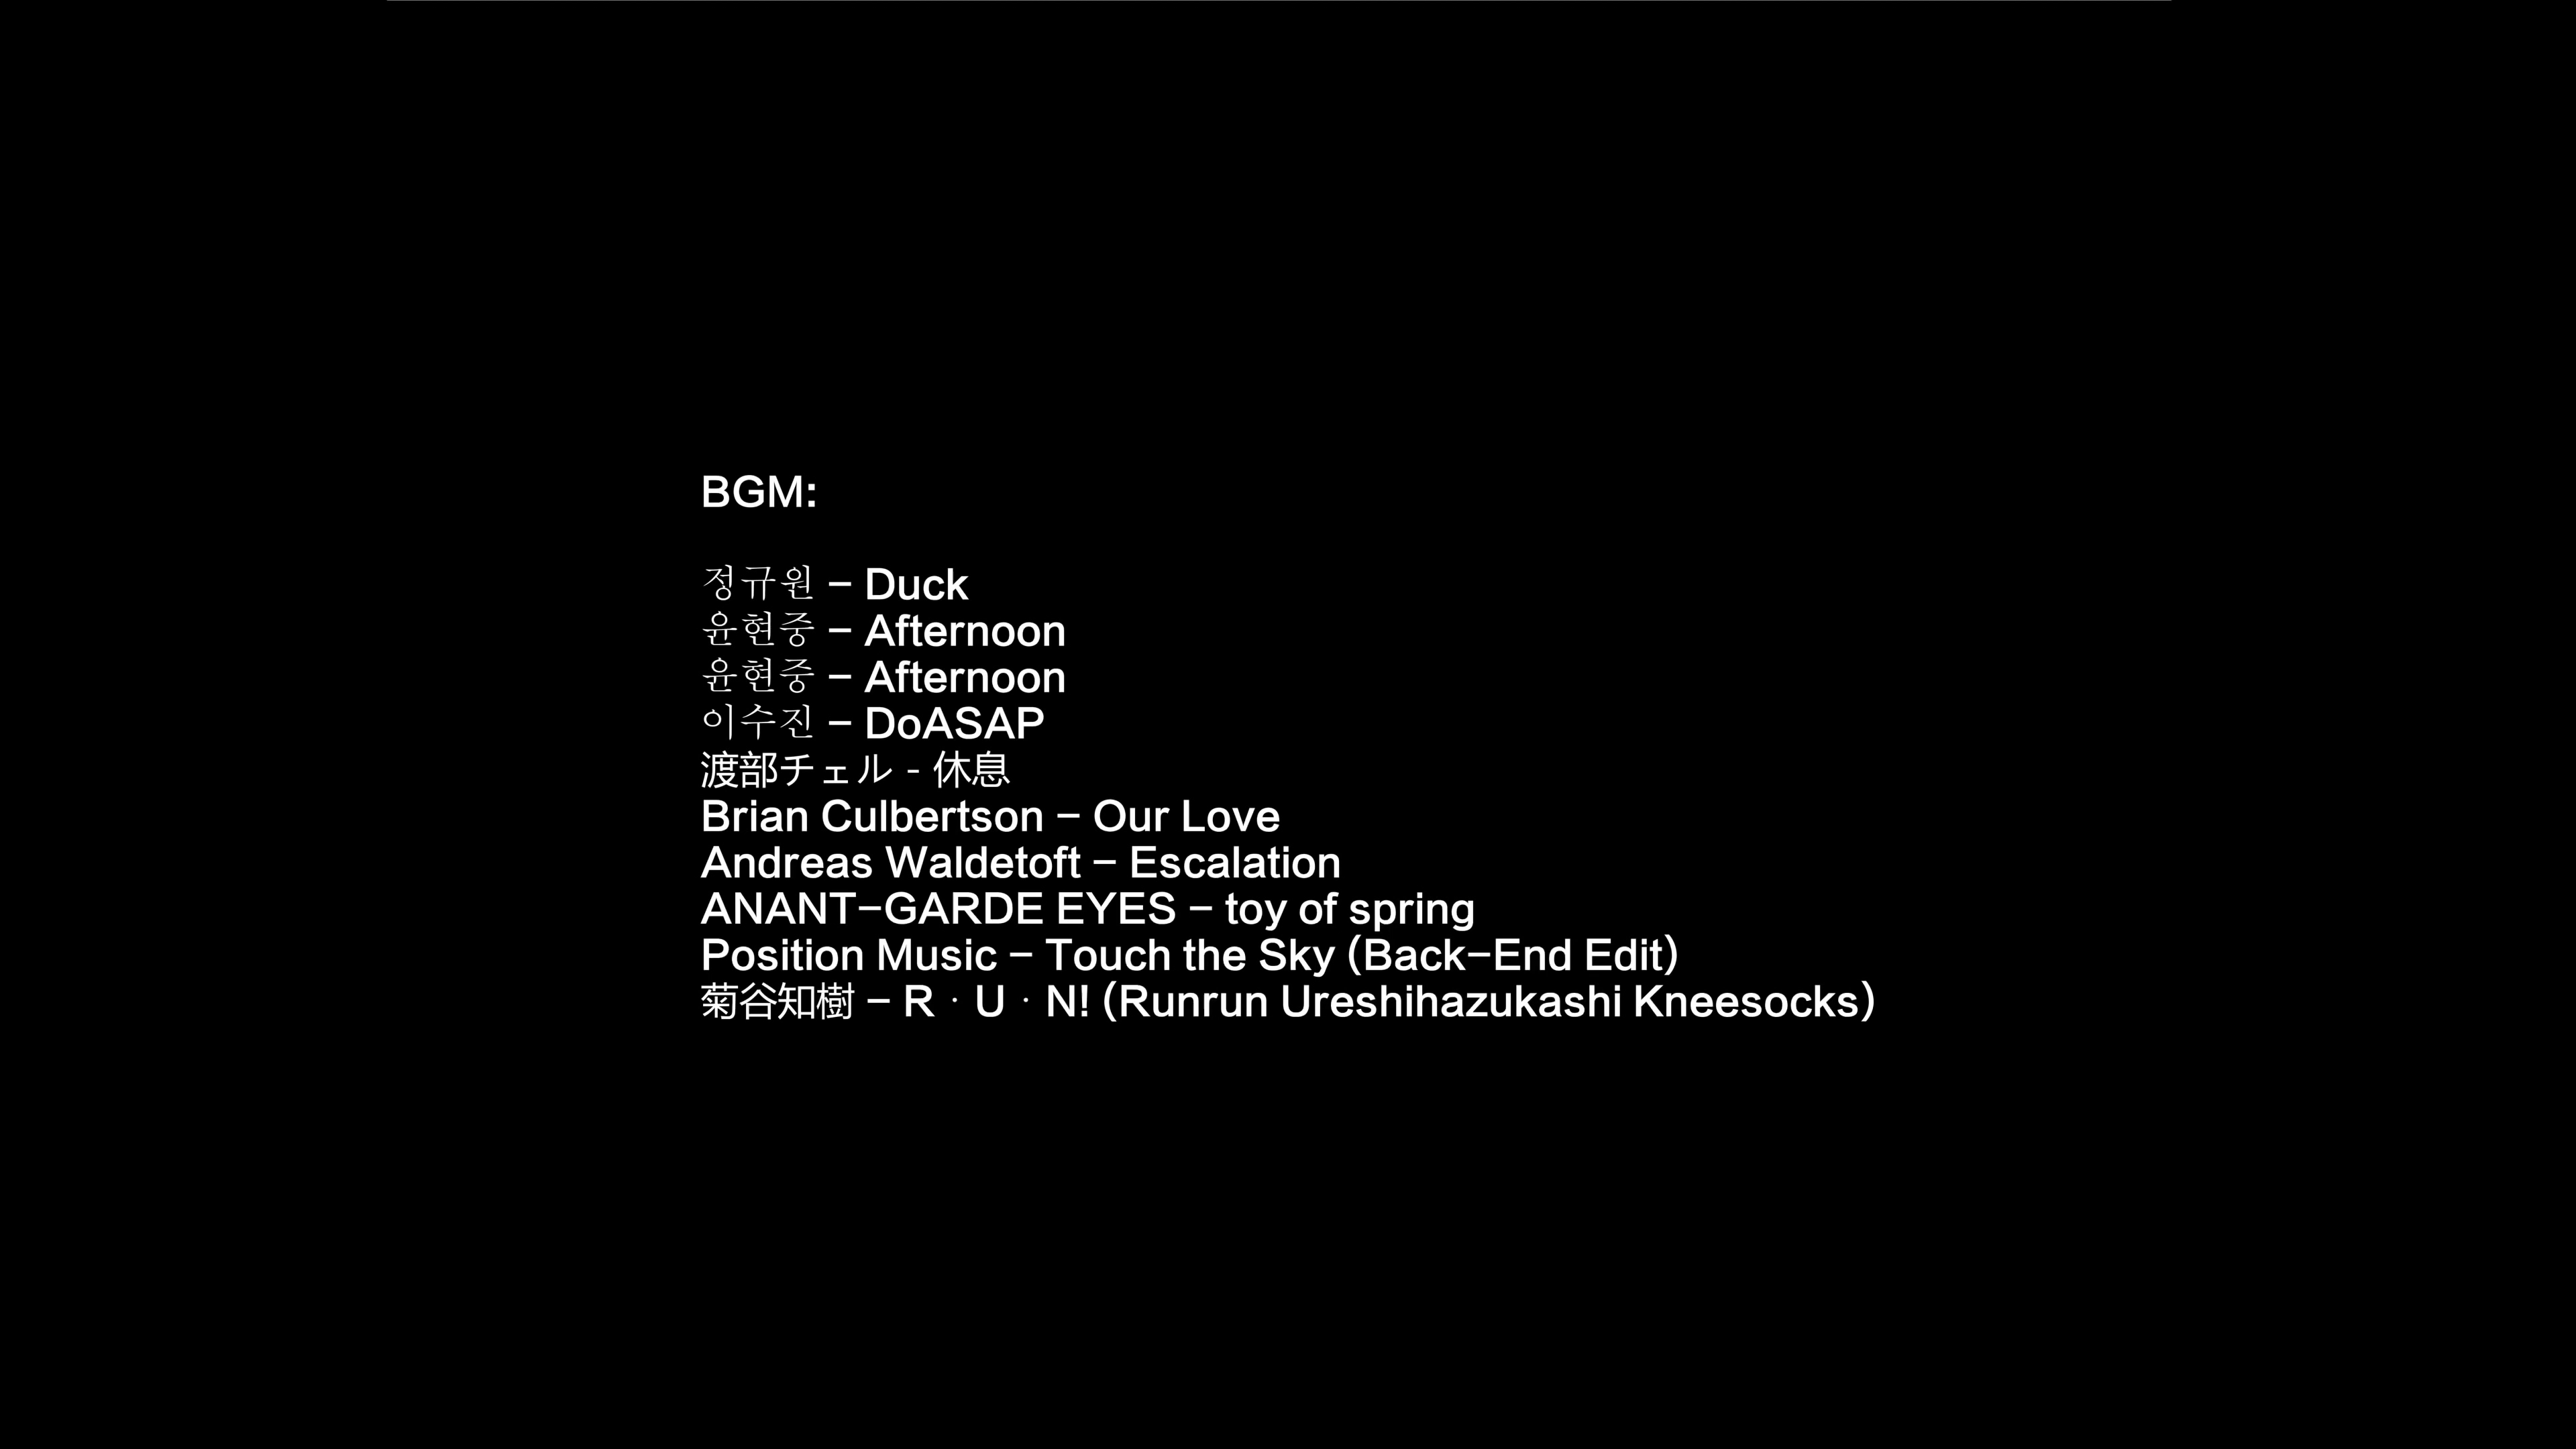 BGM:
정규원 – Duck
윤현중 – Afternoon
윤현중 – Afternoon
이수진 – DoASAP
渡部チェル - 休息
Brian Culbertson – Our Love
Andreas Waldetoft – Escalation
ANANT–GARDE EYES – toy of spring
Position Music – Touch the Sky (Back–End Edit)
菊谷知樹 – R · U · N! (Runrun Ureshihazukashi Kneesocks)